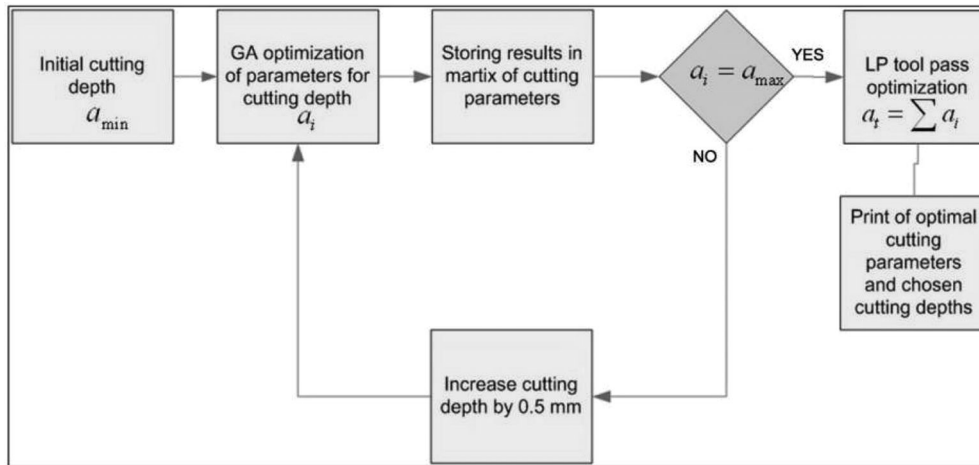 Initial cutting
depth
a_min
GA optimization
of parameters for
cutting depth
a_i
Storing results in
martix of cutting
parameters
a_i = a_max
YES
NO
LP tool pass
optimization
a_t = ∑ a_i
Print of optimal
cutting
parameters
and chosen
cutting depths
Increase cutting
depth by 0.5 mm